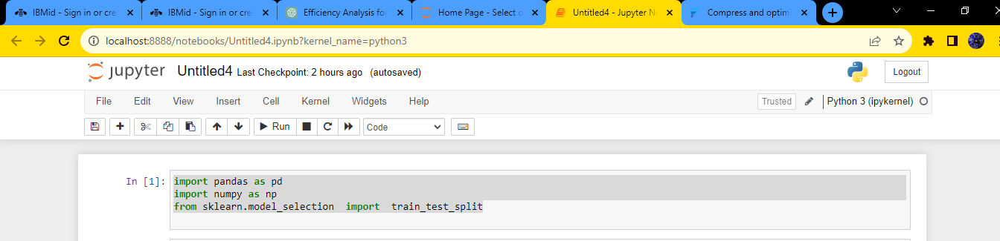 IBMid - Sign in or cre
IBMid - Sign in or cre
Efficiency Analysis for
Home Page - Select o
Untitled4 - Jupyter N
Compress and optim
localhost:8888/notebooks/Untitled4.ipynb?kernel_name=python3
jupyter Untitled4 Last Checkpoint: 2 hours ago (autosaved)
Logout
File Edit View Insert Cell Kernel Widgets Help
Trusted
Python 3 (ipykernel)
Run
Code
In [1]:
import pandas as pd
import numpy as np
from sklearn.model_selection  import  train_test_split